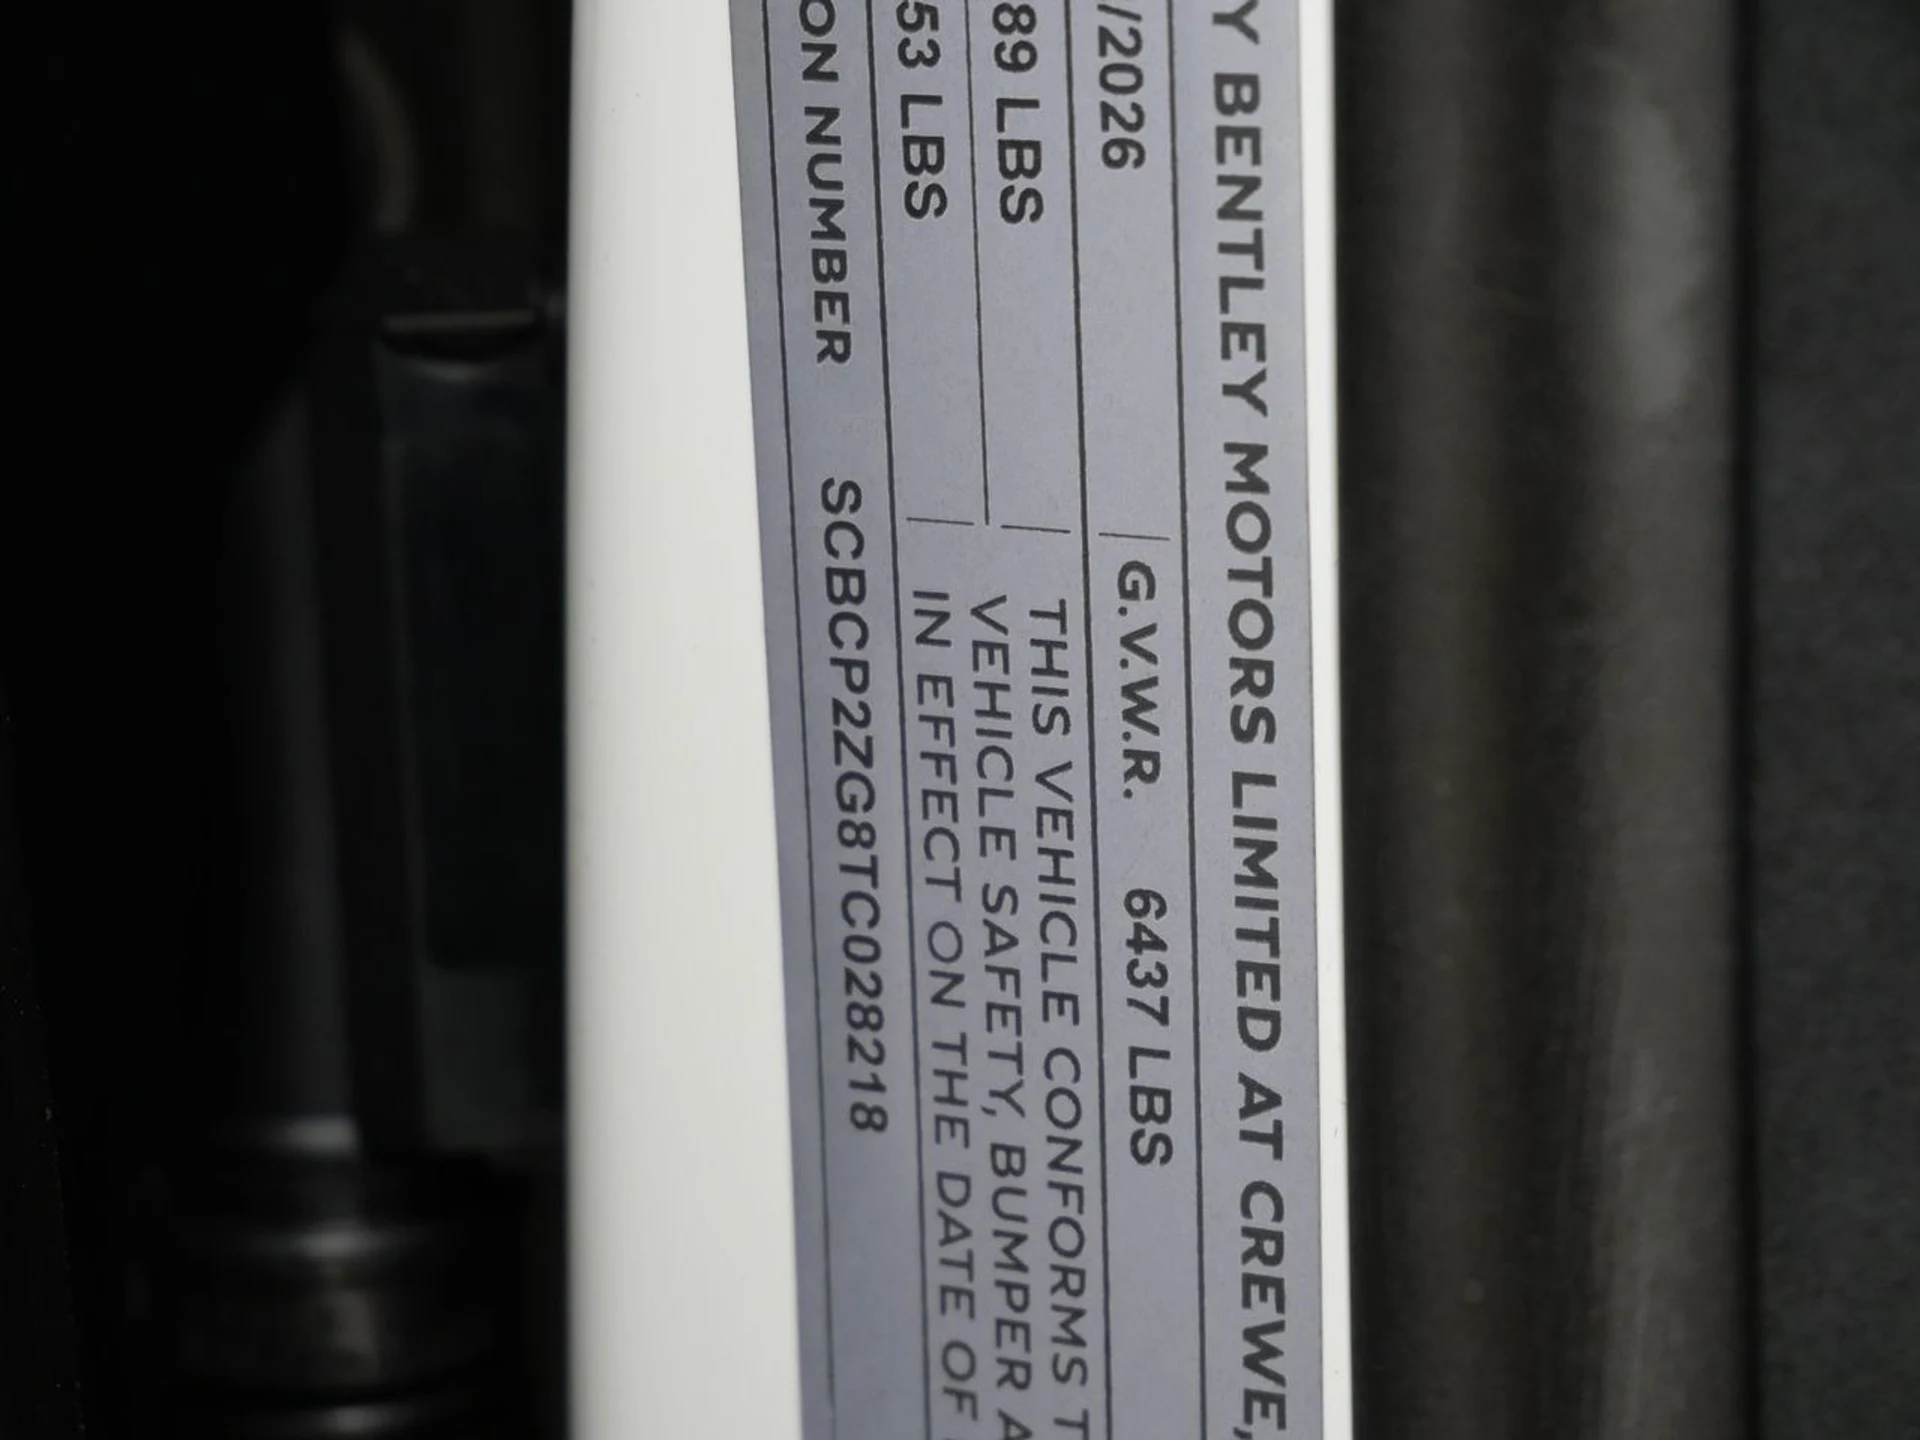 Y BENTLEY MOTORS LIMITED AT CREWE,
/2026 G.V.W.R. 6437 LBS
89 LBS
53 LBS
THIS VEHICLE CONFORMS T
VEHICLE SAFETY, BUMPER A
IN EFFECT ON THE DATE OF
ON NUMBER SCBCP2ZG8TC028218